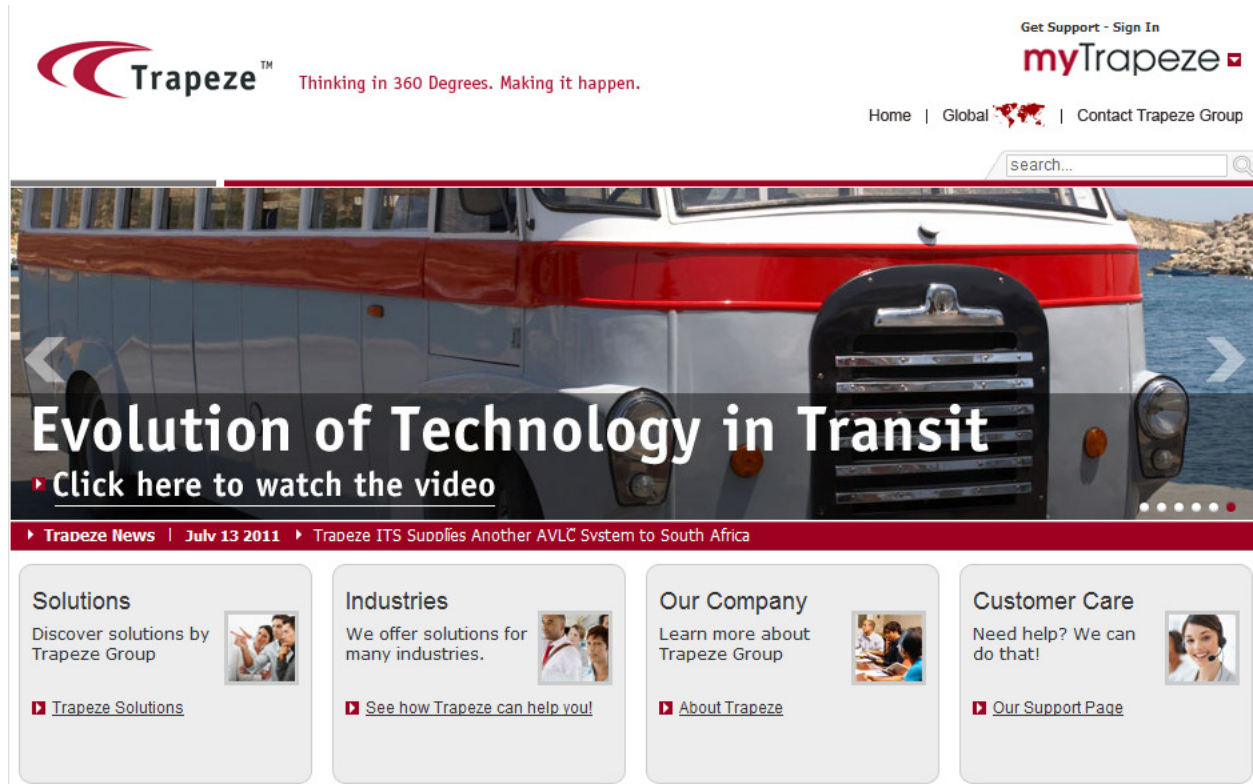 Get Support - Sign In
myTrapeze
Trapeze™
Thinking in 360 Degrees. Making it happen.
Home | Global | Contact Trapeze Group
search...
Evolution of Technology in Transit
Click here to watch the video
Trapeze News | July 13 2011 Trapeze ITS Supplies Another AVLC System to South Africa
Solutions
Discover solutions by
Trapeze Group
Trapeze Solutions
Industries
We offer solutions for
many industries.
See how Trapeze can help you!
Our Company
Learn more about
Trapeze Group
About Trapeze
Customer Care
Need help? We can
do that!
Our Support Page